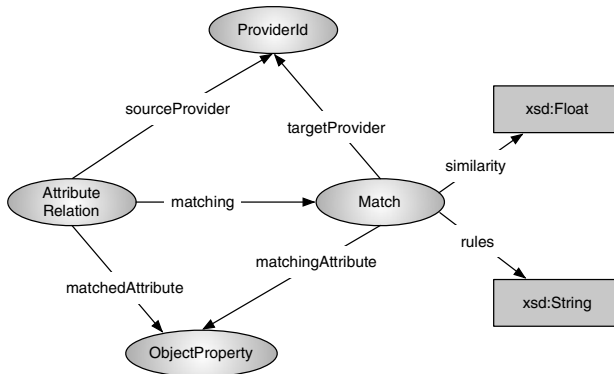 ProviderId
sourceProvider
xsd:Float
targetProvider
similarity
Attribute
Relation
matching
Match
rules
matchingAttribute
matchedAttribute
xsd:String
ObjectProperty